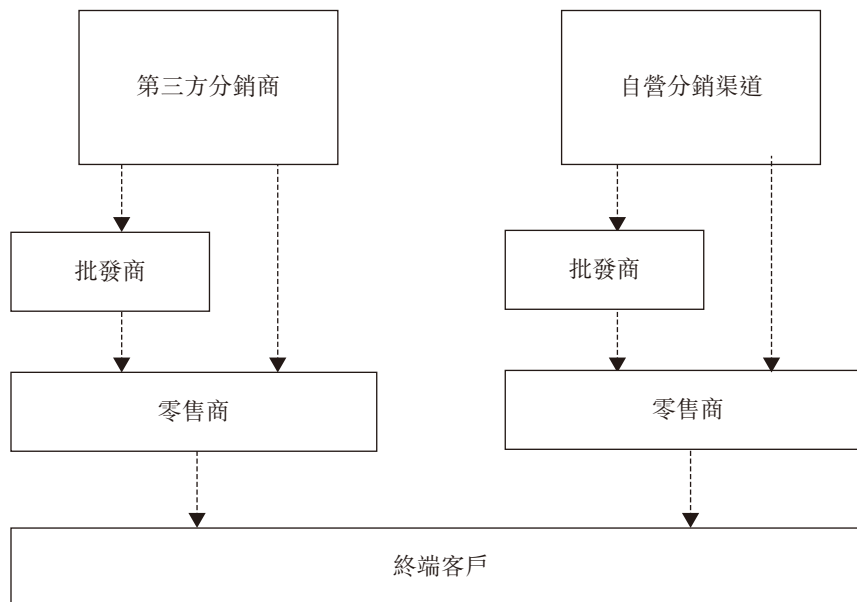 第三方分銷商
自營分銷渠道
批發商
批發商
零售商
零售商
終端客戶